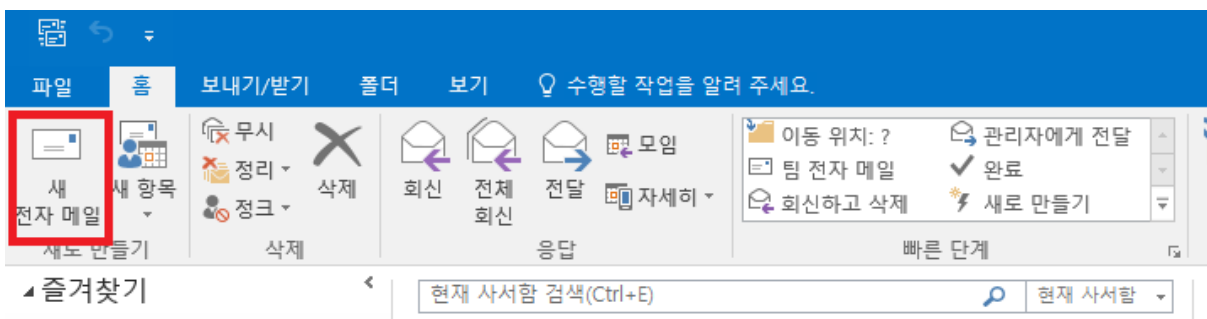 파일 홈 보내기/받기 폴더 보기 수행할 작업을 알려 주세요.
새
전자 메일
새 항목
무시
정리
정크
삭제
회신
전체
회신
전달
모임
자세히
이동 위치: ?
팀 전자 메일
회신하고 삭제
관리자에게 전달
완료
새로 만들기
새로 만들기 삭제 응답 빠른 단계
즐겨찾기
현재 사서함 검색(Ctrl+E) 현재 사서함